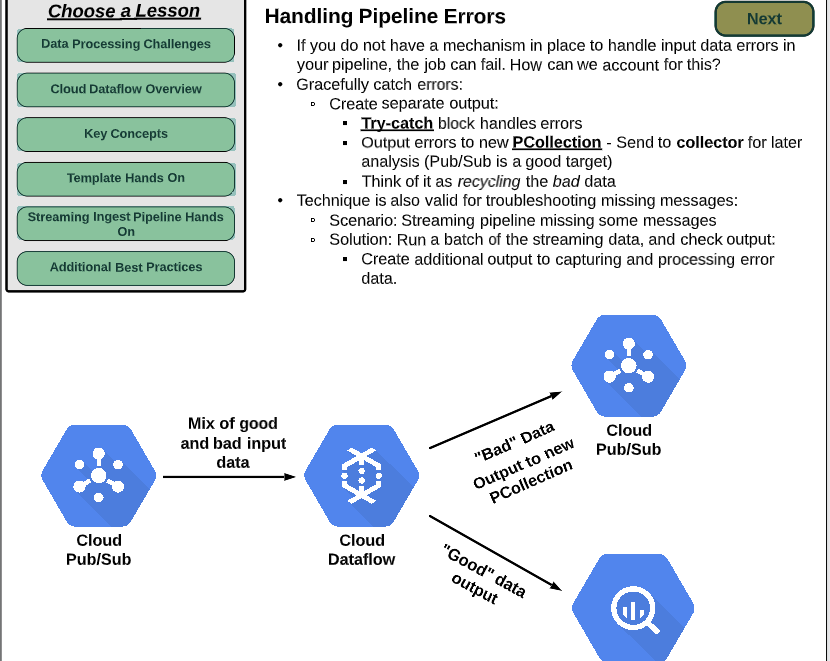 Choose a Lesson
Data Processing Challenges
Cloud Dataflow Overview
Key Concepts
Template Hands On
Streaming Ingest Pipeline Hands
On
Additional Best Practices
Handling Pipeline Errors
Next
• If you do not have a mechanism in place to handle input data errors in
your pipeline, the job can fail. How can we account for this?
• Gracefully catch errors:
▫ Create separate output:
▪ Try-catch block handles errors
▪ Output errors to new PCollection - Send to collector for later
analysis (Pub/Sub is a good target)
▪ Think of it as recycling the bad data
• Technique is also valid for troubleshooting missing messages:
▫ Scenario: Streaming pipeline missing some messages
▫ Solution: Run a batch of the streaming data, and check output:
▪ Create additional output to capturing and processing error
data.
Mix of good
and bad input
data
Cloud
Pub/Sub
Cloud
Dataflow
"Bad" Data
Output to new
PCollection
Cloud
Pub/Sub
"Good" data
output